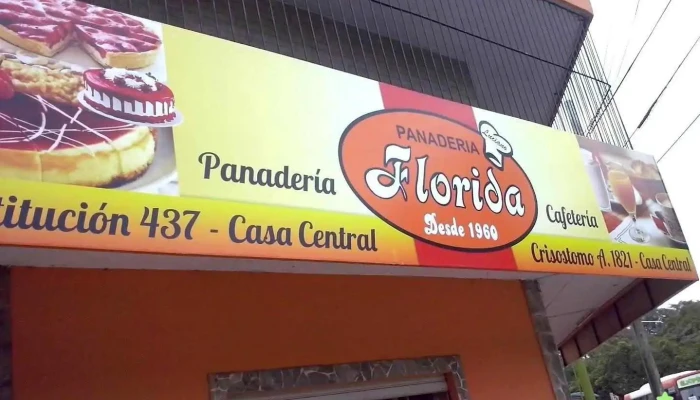 Panadería
PANADERIA
Florida
Desde 1960
Cafetería
titución 437 - Casa Central
Crisostomo A. 1821 - Casa Central